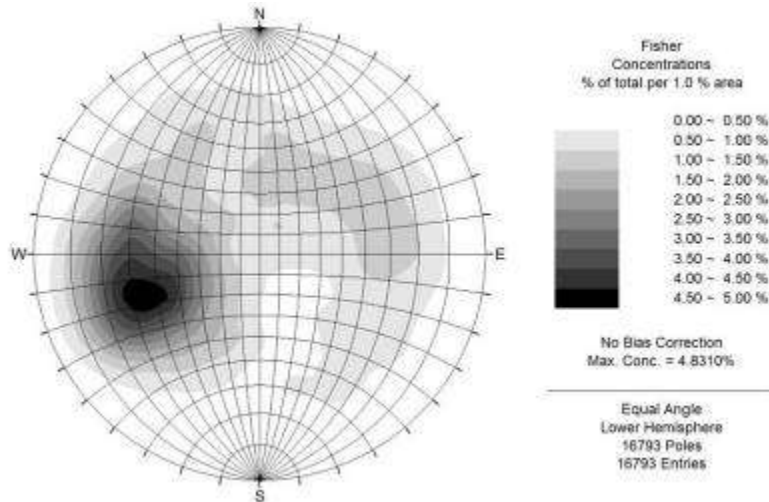 N
W
E
S
Fisher
Concentrations
% of total per 1.0 % area
0.00 ~ 0.50 %
0.50 ~ 1.00 %
1.00 ~ 1.50 %
1.50 ~ 2.00 %
2.00 ~ 2.50 %
2.50 ~ 3.00 %
3.00 ~ 3.50 %
3.50 ~ 4.00 %
4.00 ~ 4.50 %
4.50 ~ 5.00 %
No Bias Correction
Max. Conc. = 4.8310%
Equal Angle
Lower Hemisphere
16793 Poles
16793 Entries